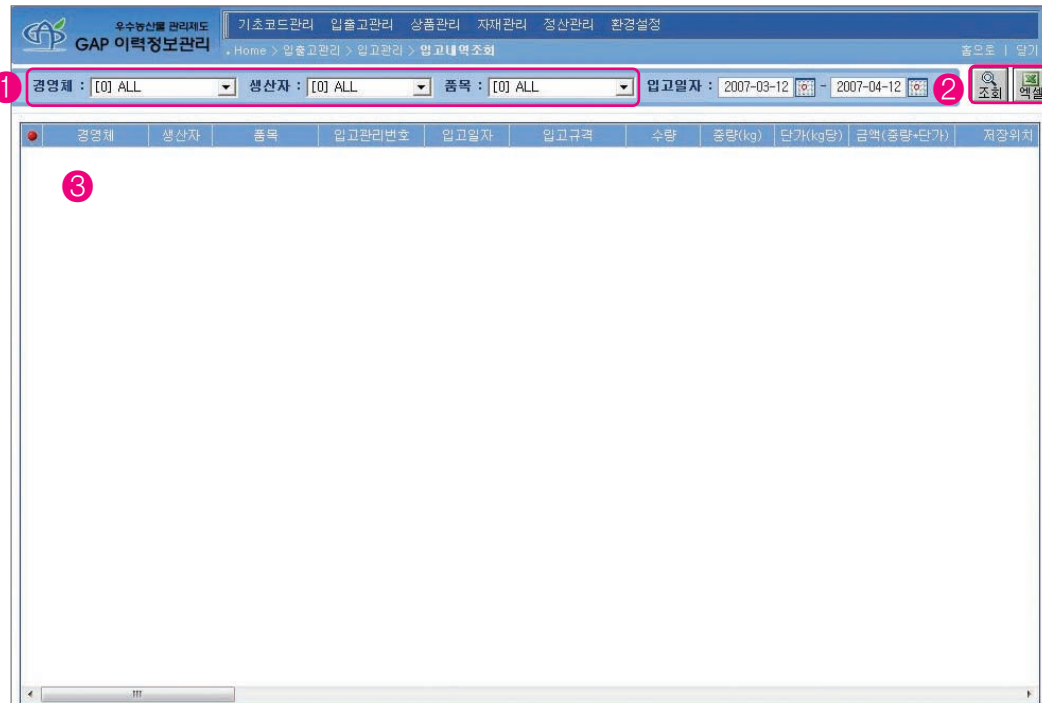 우수농산물 관리제도
GAP 이력정보관리
기초코드관리 입출고관리 상품관리 자재관리 정산관리 환경설정
Home > 입출고관리 > 입고관리 > 입고내역조회
홈으로 | 닫기
1 경영체 : [0] ALL 생산자 : [0] ALL 품목 : [0] ALL 입고일자 : 2007-03-12 - 2007-04-12 2 조회 엑셀
경영체 생산자 품목 입고관리번호 입고일자 입고규격 수량 중량(kg) 단가(kg당) 금액(중량*단가) 저장위치
3